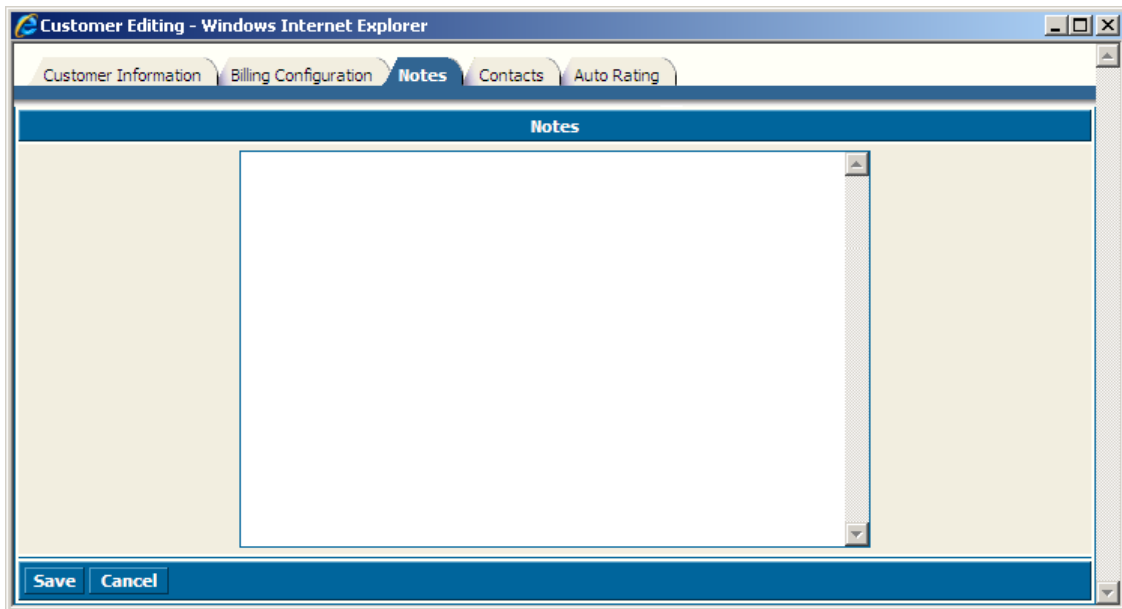 Customer Editing - Windows Internet Explorer
Customer Information Billing Configuration Notes Contacts Auto Rating
Notes
Save Cancel